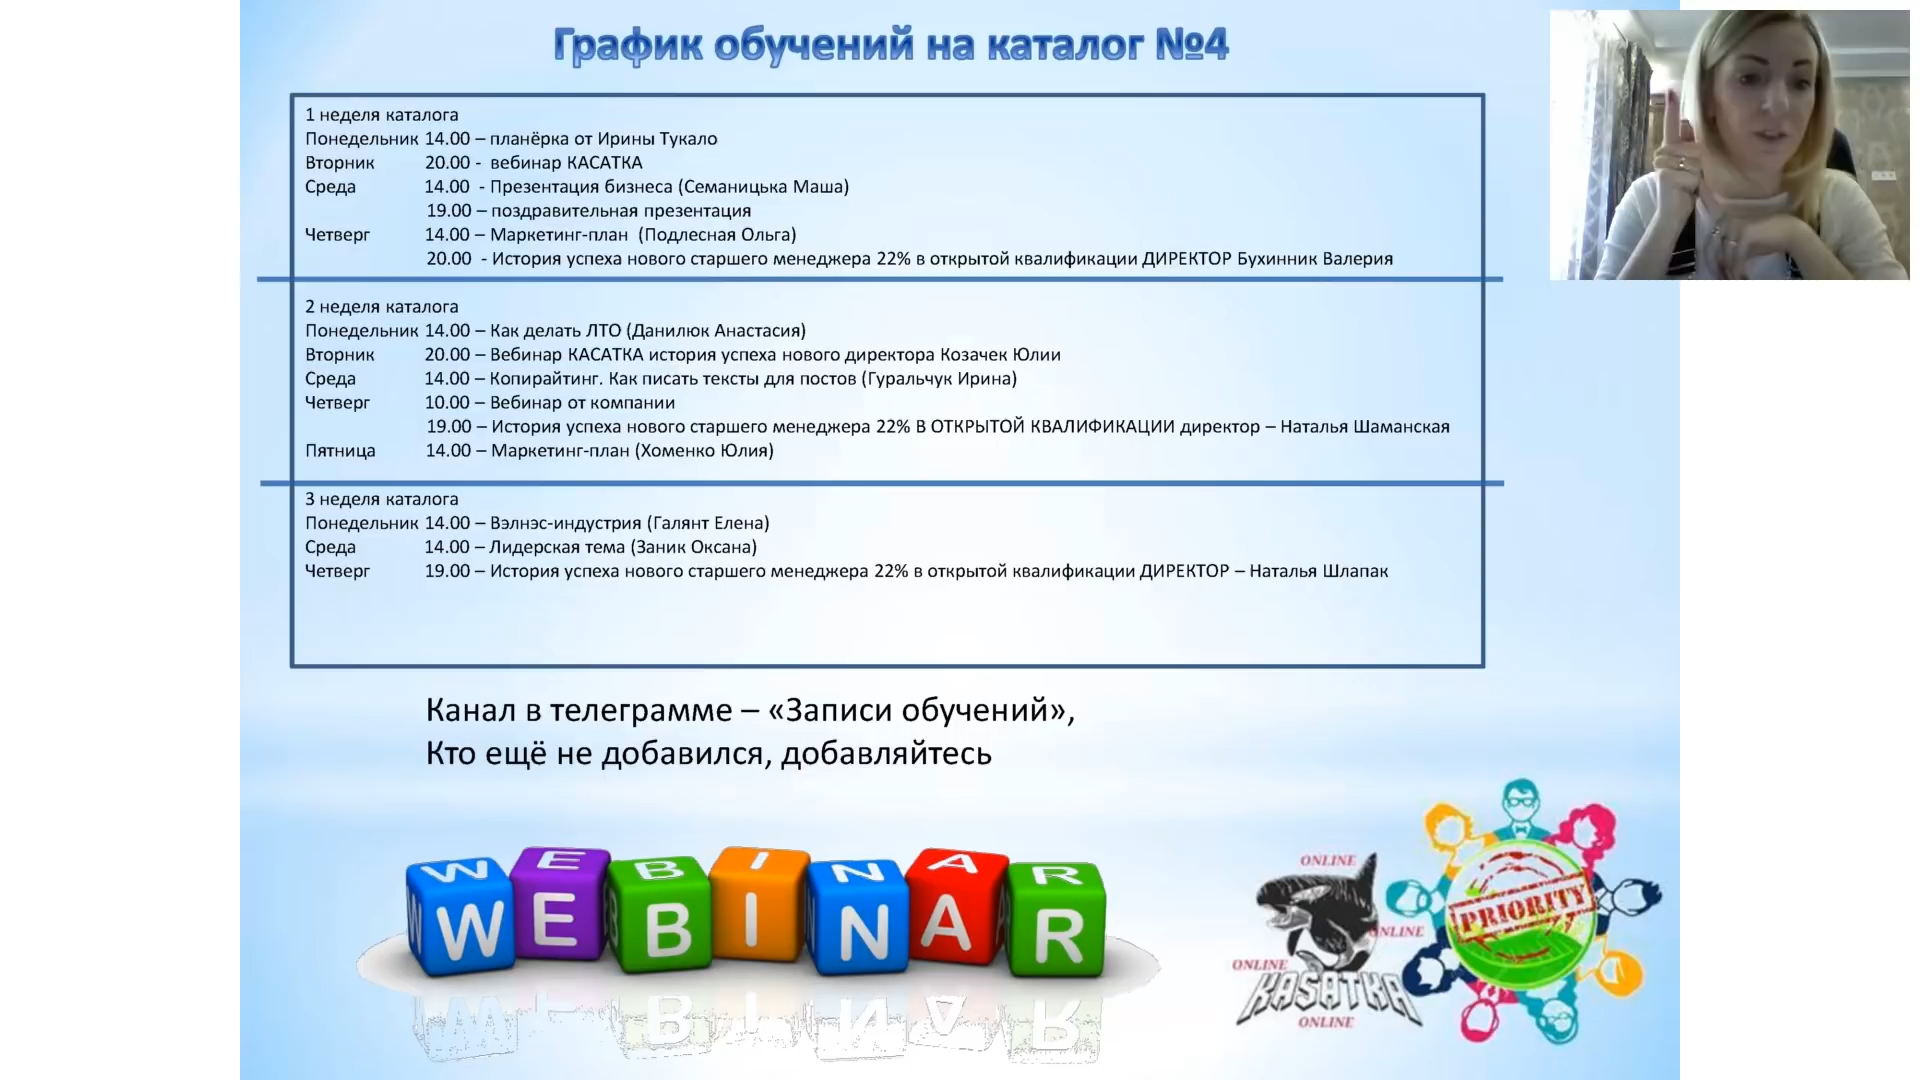 График обучений на каталог №4
1 неделя каталога
Понедельник 14.00 – планёрка от Ирины Тукало
Вторник 20.00 - вебинар КАСАТКА
Среда 14.00 - Презентация бизнеса (Семаницька Маша)
19.00 – поздравительная презентация
Четверг 14.00 – Маркетинг-план (Подлесная Ольга)
20.00 - История успеха нового старшего менеджера 22% в открытой квалификации ДИРЕКТОР Бухинник Валерия
2 неделя каталога
Понедельник 14.00 – Как делать ЛТО (Данилюк Анастасия)
Вторник 20.00 – Вебинар КАСАТКА история успеха нового директора Козачек Юлии
Среда 14.00 – Копирайтинг. Как писать тексты для постов (Гуральчук Ирина)
Четверг 10.00 – Вебинар от компании
19.00 – История успеха нового старшего менеджера 22% В ОТКРЫТОЙ КВАЛИФИКАЦИИ директор – Наталья Шаманская
Пятница 14.00 – Маркетинг-план (Хоменко Юлия)
3 неделя каталога
Понедельник 14.00 – Вэлнэс-индустрия (Галянт Елена)
Среда 14.00 – Лидерская тема (Заник Оксана)
Четверг 19.00 – История успеха нового старшего менеджера 22% в открытой квалификации ДИРЕКТОР – Наталья Шлапак
Канал в телеграмме – «Записи обучений»,
Кто ещё не добавился, добавляйтесь
WEBINAR
WEBINAR
ONLINE
ONLINE
ONLINE
KASATKA
ONLINE
PRIORITY